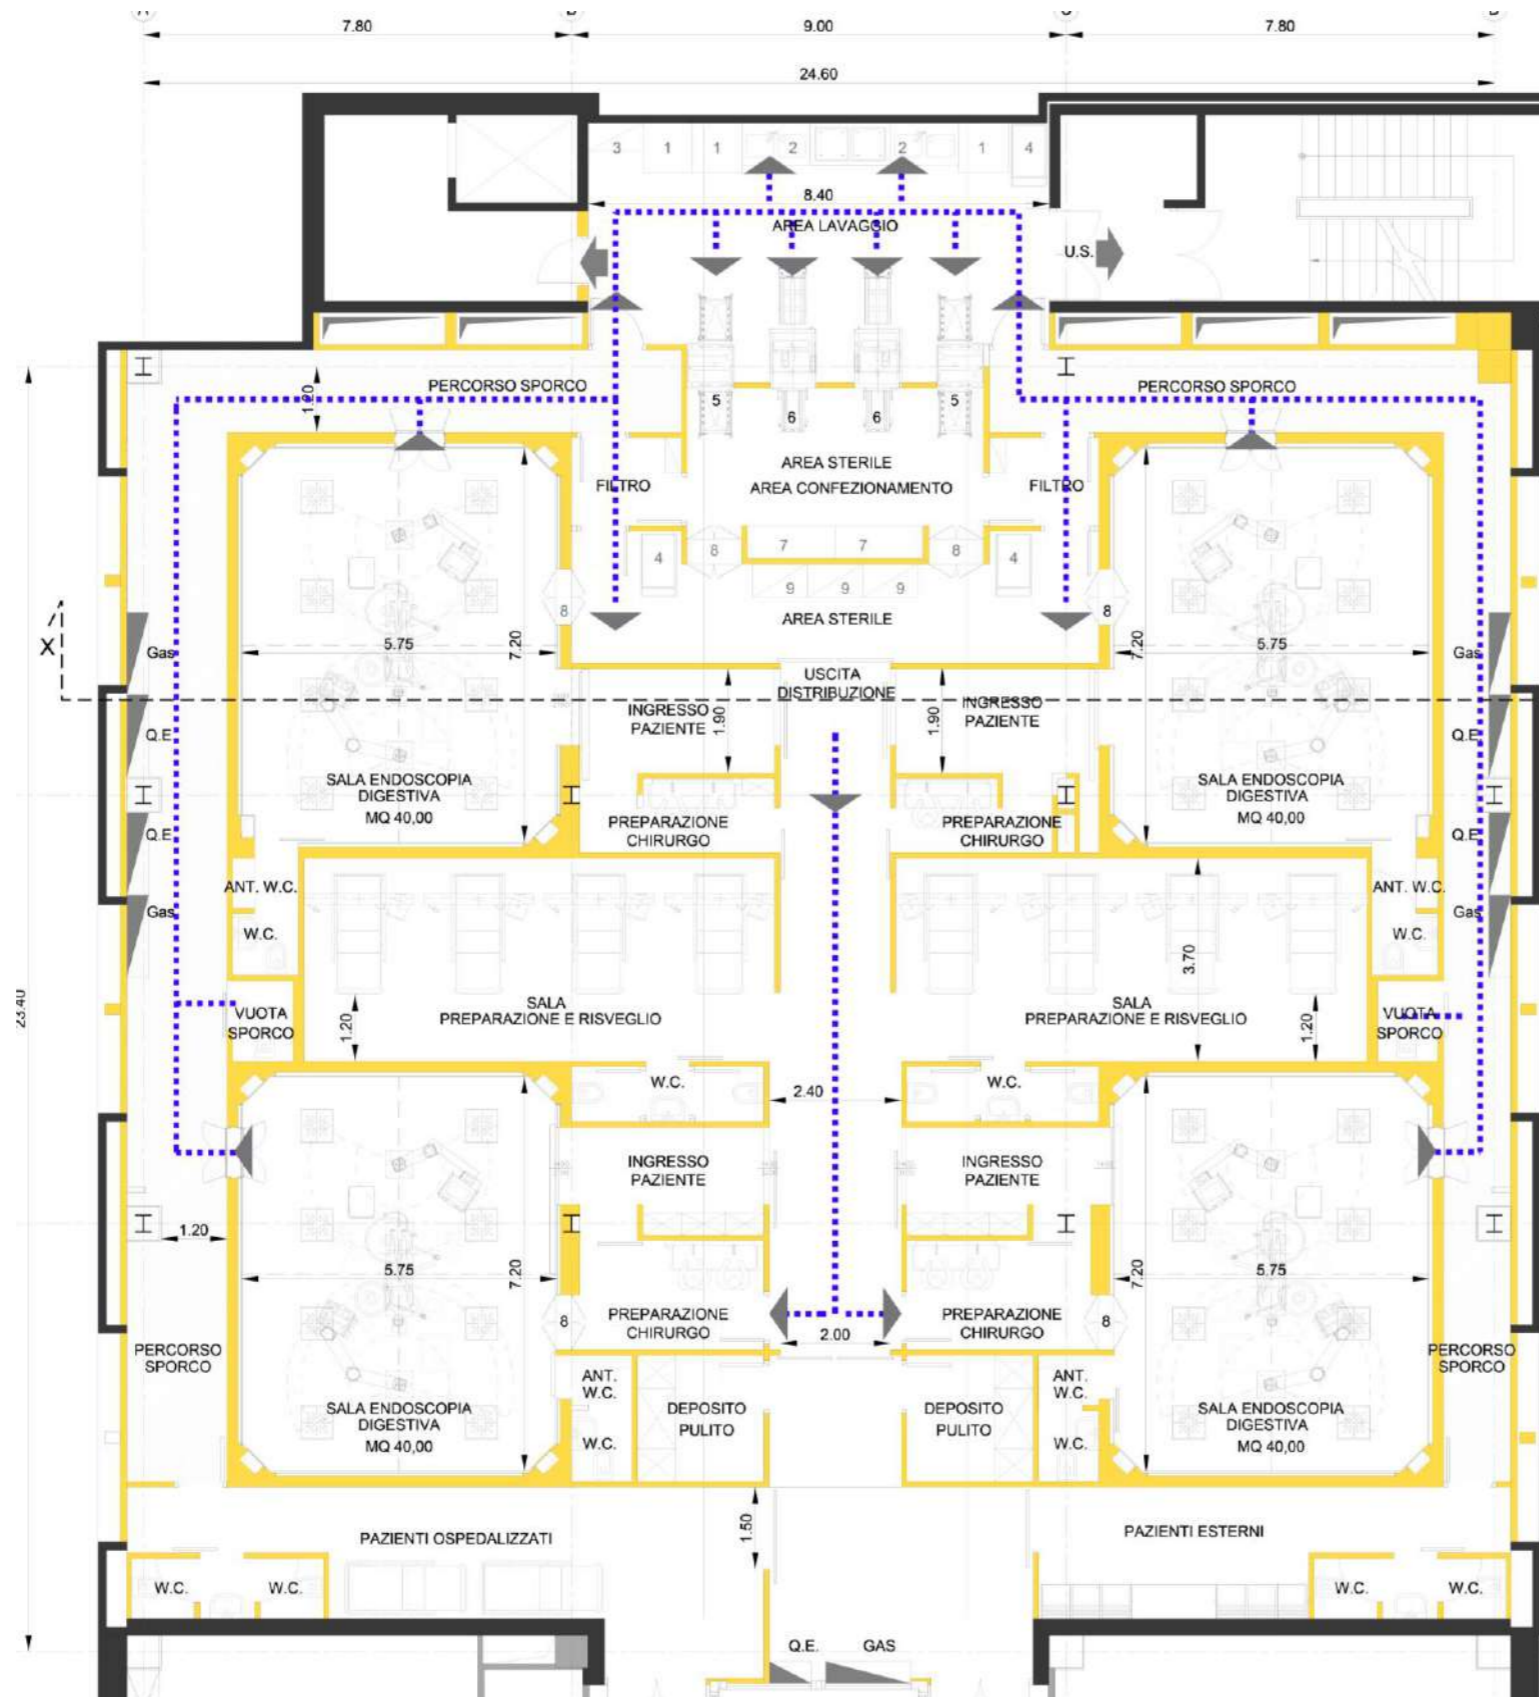 7.80
9.00
7.80
24.60
3
1
1
2
2
1
4
8.40
AREA LAVAGGIO
U.S.
PERCORSO SPORCO
PERCORSO SPORCO
1.20
5
6
6
5
AREA STERILE
AREA CONFEZIONAMENTO
FILTRO
FILTRO
4
8
7
7
8
4
9
9
9
8
8
AREA STERILE
X
Gas
5.75
7.20
7.20
5.75
Gas
USCITA
DISTRIBUZIONE
INGRESSO
PAZIENTE
1.90
1.90
INGRESSO
PAZIENTE
Q.E
Q.E
SALA ENDOSCOPIA
DIGESTIVA
MQ 40,00
SALA ENDOSCOPIA
DIGESTIVA
MQ 40,00
PREPARAZIONE
CHIRURGO
PREPARAZIONE
CHIRURGO
Q.E
Q.E
ANT. W.C.
ANT. W.C.
Gas
Gas
W.C.
W.C.
3.70
23.40
VUOTA
SPORCO
1.20
SALA
PREPARAZIONE E RISVEGLIO
SALA
PREPARAZIONE E RISVEGLIO
1.20
VUOTA
SPORCO
W.C.
2.40
W.C.
INGRESSO
PAZIENTE
INGRESSO
PAZIENTE
1.20
5.75
7.20
7.20
5.75
8
PREPARAZIONE
CHIRURGO
2.00
PREPARAZIONE
CHIRURGO
8
PERCORSO
SPORCO
PERCORSO
SPORCO
SALA ENDOSCOPIA
DIGESTIVA
MQ 40,00
ANT.
W.C.
W.C.
DEPOSITO
PULITO
DEPOSITO
PULITO
ANT.
W.C.
W.C.
SALA ENDOSCOPIA
DIGESTIVA
MQ 40,00
PAZIENTI OSPEDALIZZATI
1.50
PAZIENTI ESTERNI
W.C.
W.C.
W.C.
W.C.
Q.E.
GAS